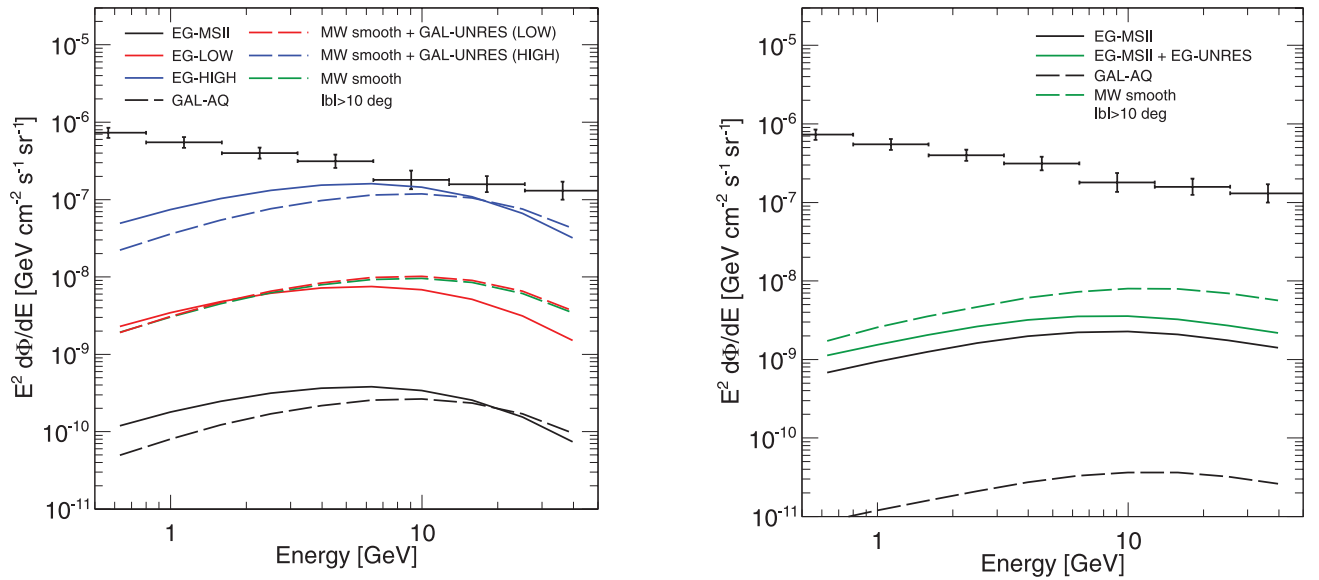 10⁻⁵
10⁻⁶
10⁻⁷
10⁻⁸
10⁻⁹
10⁻¹⁰
10⁻¹¹
E² dΦ/dE [GeV cm⁻² s⁻¹ sr⁻¹]
EG-MSII
EG-LOW
EG-HIGH
GAL-AQ
MW smooth + GAL-UNRES (LOW)
MW smooth + GAL-UNRES (HIGH)
MW smooth
|b|>10 deg
1
10
Energy [GeV]
10⁻⁵
10⁻⁶
10⁻⁷
10⁻⁸
10⁻⁹
10⁻¹⁰
10⁻¹¹
E² dΦ/dE [GeV cm⁻² s⁻¹ sr⁻¹]
EG-MSII
EG-MSII + EG-UNRES
GAL-AQ
MW smooth
|b|>10 deg
1
10
Energy [GeV]